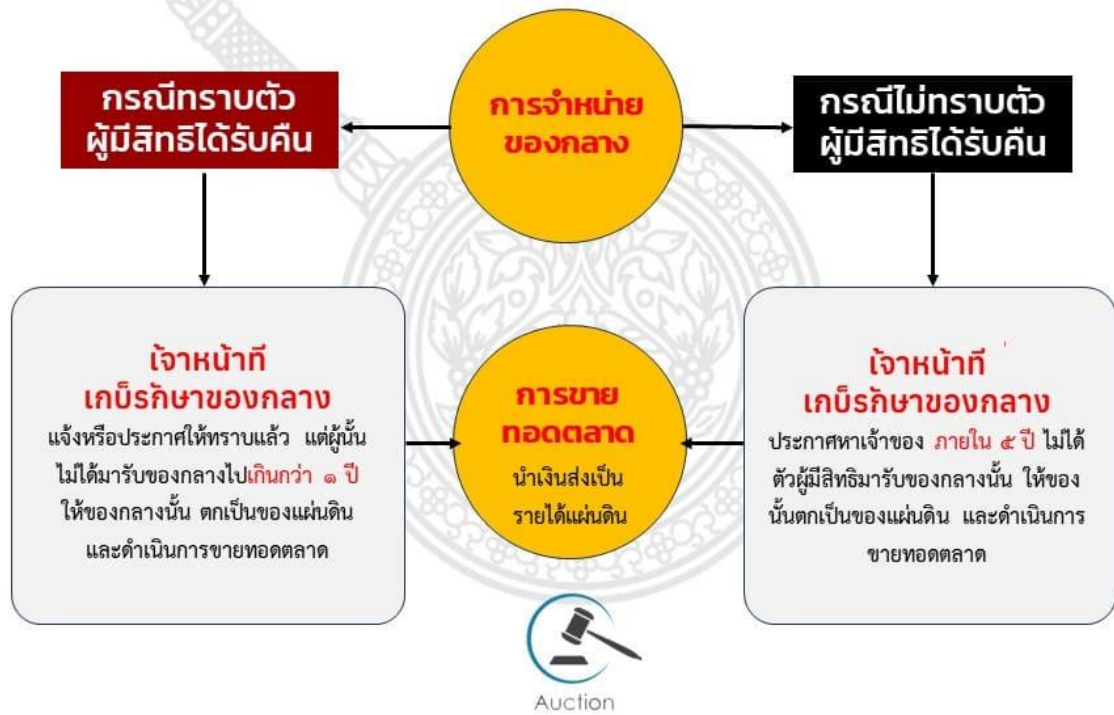 การจำหน่าย
ของกลาง
กรณีทราบตัว
ผู้มีสิทธิได้รับคืน
กรณีไม่ทราบตัว
ผู้มีสิทธิได้รับคืน
เจ้าหน้าที่
เก็บรักษาของกลาง
แจ้งหรือประกาศให้ทราบแล้ว แต่ผู้นั้น
ไม่ได้มารับของกลางไปเกินกว่า ๑ ปี
ให้ของกลางนั้น ตกเป็นของแผ่นดิน
และดำเนินการขายทอดตลาด
การขาย
ทอดตลาด
นำเงินส่งเป็น
รายได้แผ่นดิน
เจ้าหน้าที่
เก็บรักษาของกลาง
ประกาศหาเจ้าของ ภายใน ๕ ปี ไม่ได้
ตัวผู้มีสิทธิมารับของกลางนั้น ให้ของ
นั้นตกเป็นของแผ่นดิน และดำเนินการ
ขายทอดตลาด
Auction